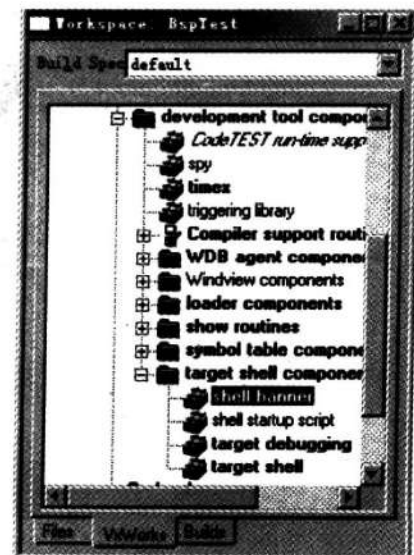 Workspace: BspTest
Build Spec default
development tool compo
CodeTEST run-time supp
spy
timex
triggering library
Compiler support routi
WDB agent componen
Windview components
loader components
show routines
symbol table compone
target shell componen
shell banner
shell startup script
target debugging
target shell
Files VxWorks Builds